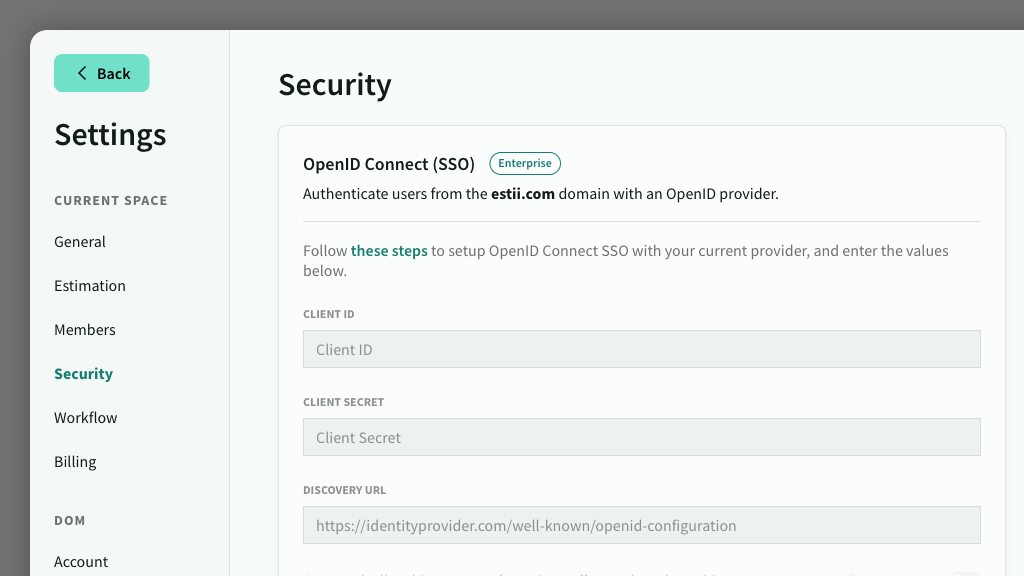 Back
Settings
CURRENT SPACE
General
Estimation
Members
Security
Workflow
Billing
DOM
Account
Security
OpenID Connect (SSO) Enterprise
Authenticate users from the estii.com domain with an OpenID provider.
Follow these steps to setup OpenID Connect SSO with your current provider, and enter the values
below.
CLIENT ID
Client ID
CLIENT SECRET
Client Secret
DISCOVERY URL
https://identityprovider.com/well-known/openid-configuration